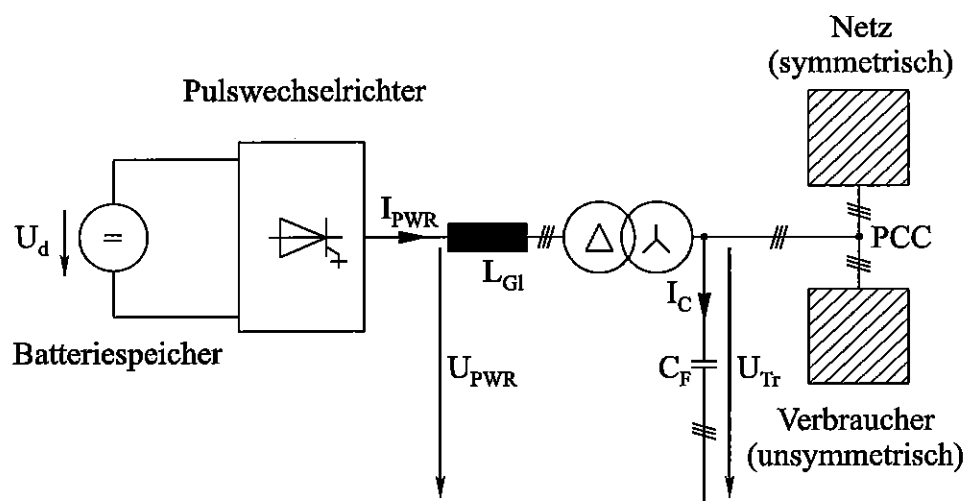 Netz
(symmetrisch)
Pulswechselrichter
I_PWR
U_d
=
PCC
L_Gl
I_C
Batteriespeicher
U_PWR
C_F
U_Tr
Verbraucher
(unsymmetrisch)